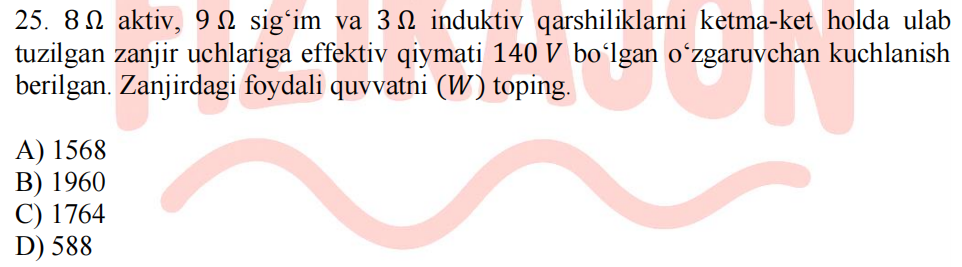 25. 8 Ω aktiv, 9 Ω sig‘im va 3 Ω induktiv qarshiliklarni ketma-ket holda ulab
tuzilgan zanjir uchlariga effektiv qiymati 140 V bo‘lgan o‘zgaruvchan kuchlanish
berilgan. Zanjirdagi foydali quvvatni (W) toping.
A) 1568
B) 1960
C) 1764
D) 588
FIZIKAJON